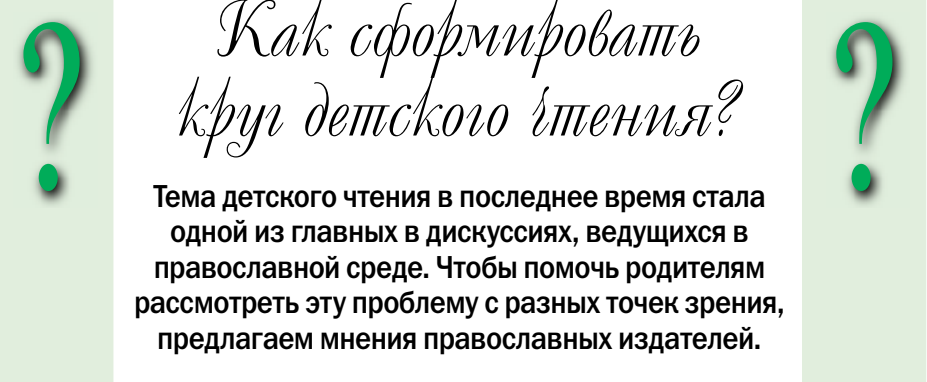 Как сформировать
круг детского чтения?
Тема детского чтения в последнее время стала
одной из главных в дискуссиях, ведущихся в
православной среде. Чтобы помочь родителям
рассмотреть эту проблему с разных точек зрения,
предлагаем мнения православных издателей.
? ?